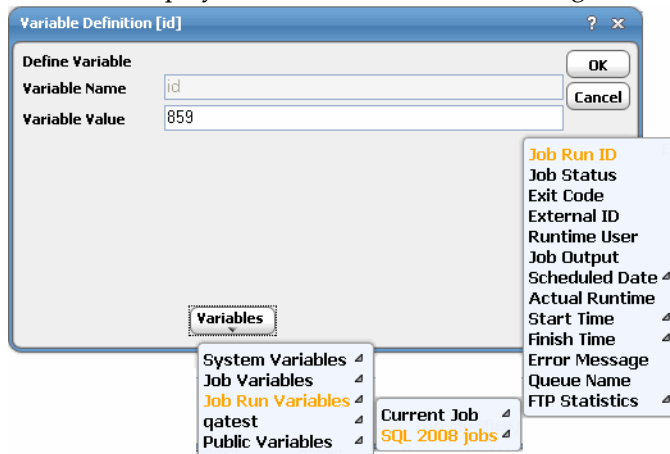 Variable Definition [id]
Define Variable
OK
Variable Name id
Cancel
Variable Value 859
Job Run ID
Job Status
Exit Code
External ID
Runtime User
Job Output
Scheduled Date
Actual Runtime
Start Time
Finish Time
Error Message
Queue Name
FTP Statistics
Variables
System Variables
Job Variables
Job Run Variables
qatest
Public Variables
Current Job
SQL 2008 jobs